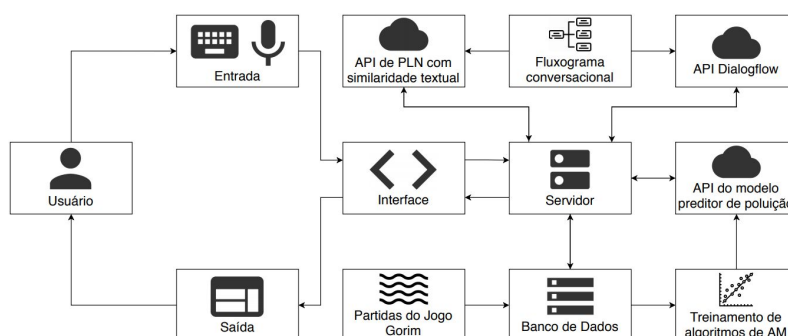 Entrada
API de PLN com
similaridade textual
Fluxograma
conversacional
API Dialogflow
Usuário
Interface
Servidor
API do modelo
preditor de poluição
Saída
Partidas do Jogo
Gorim
Banco de Dados
Treinamento de
algoritmos de AM